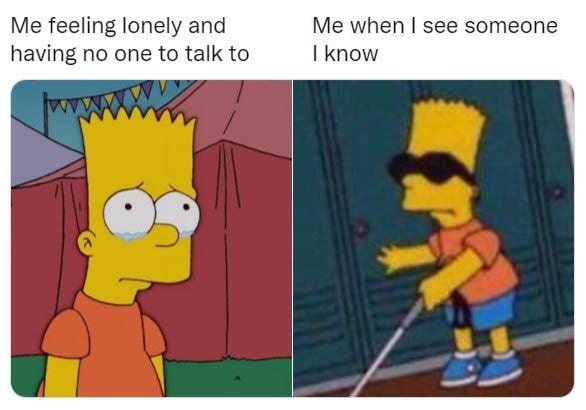 Me feeling lonely and
having no one to talk to
Me when I see someone
I know